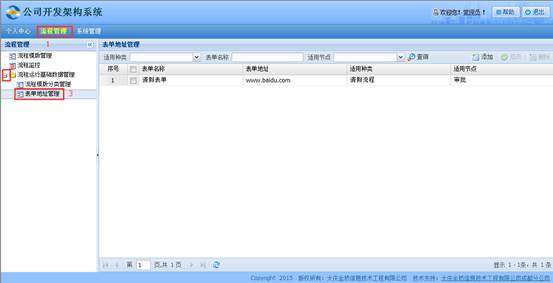 公司开发架构系统
欢迎您！管理员！ 帮助 退出
个人中心 流程管理 系统管理
流程管理 1
流程模版管理
流程监控
流程运行基础数据管理
流程模版分类管理
表单地址管理 3
表单地址管理
适用种类 表单名称 适用节点 查询 添加 修改 删除
序号 表单名称 表单地址 适用种类 适用节点
1 请假表单 www.baidu.com 请假流程 审批
第 1 页,共 1 页
显示 1 - 1条，共 1 条
Copyright 2015 版权所有：大庆金桥信息技术工程有限公司 技术支持：大庆金桥信息技术工程有限公司成都分公司